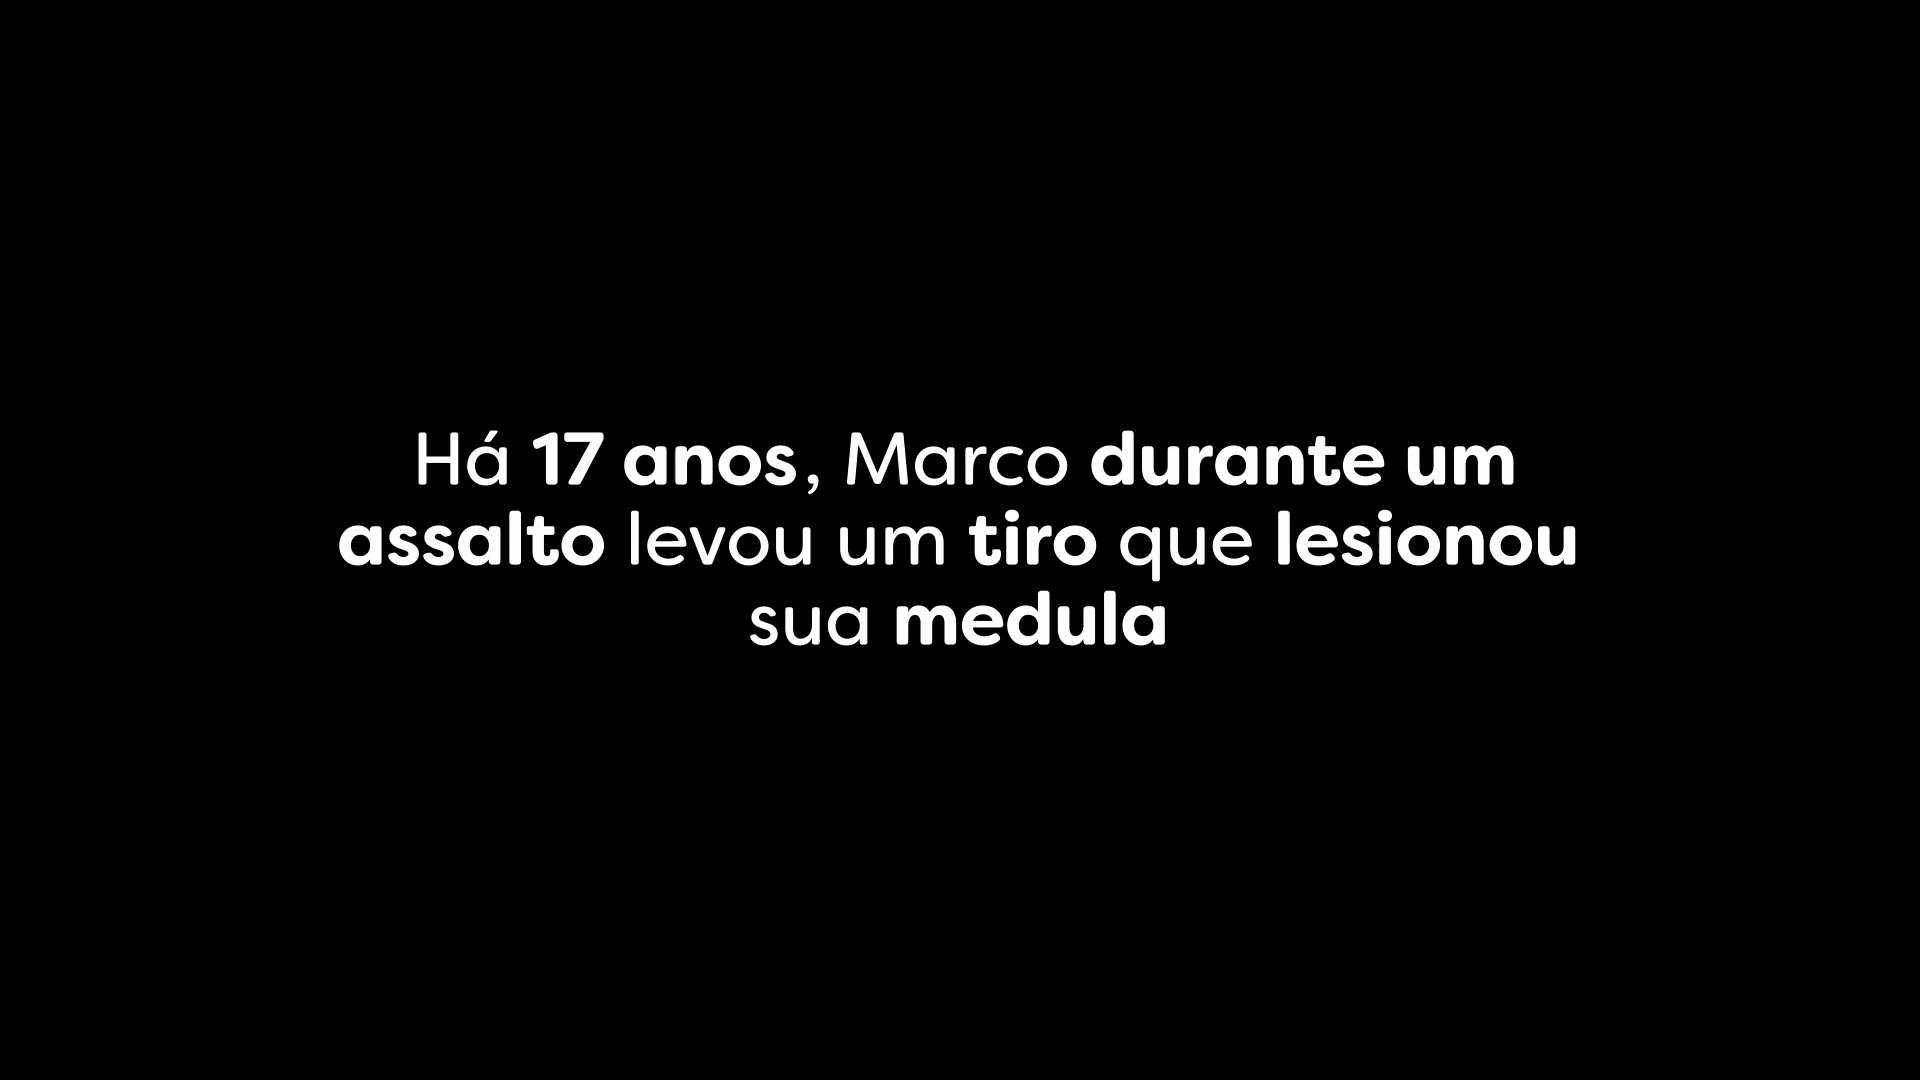 Há 17 anos, Marco durante um
assalto levou um tiro que lesionou
sua medula